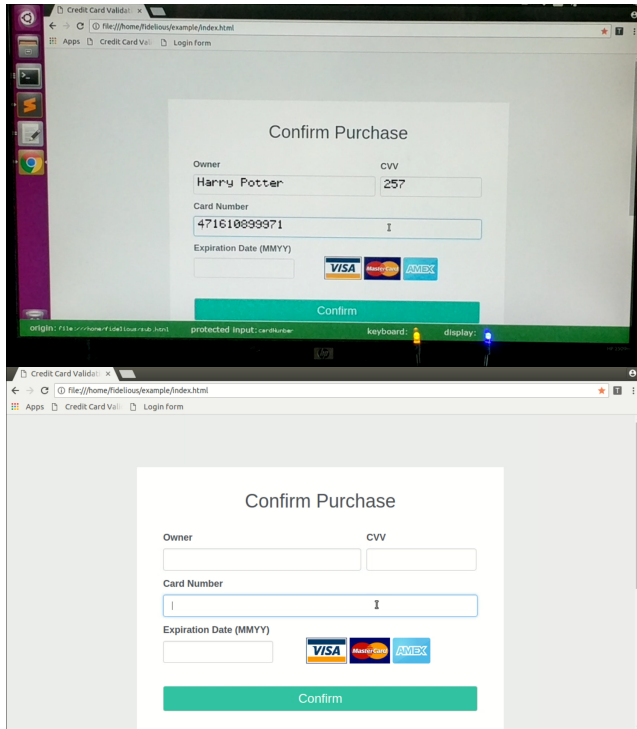 Credit Card Validat
file:///home/fidelious/example/index.html
Apps Credit Card Vali Login form
Confirm Purchase
Owner CVV
Harry Potter 257
Card Number
471610899971
Expiration Date (MMYY)
VISA MasterCard AMEX
Confirm
origin: file:///home/fidelious/sub.html protected input: cardNumber keyboard: display:
hp
Credit Card Validat
file:///home/fidelious/example/index.html
Apps Credit Card Vali Login form
Confirm Purchase
Owner CVV
Card Number
Expiration Date (MMYY)
VISA MasterCard AMEX
Confirm